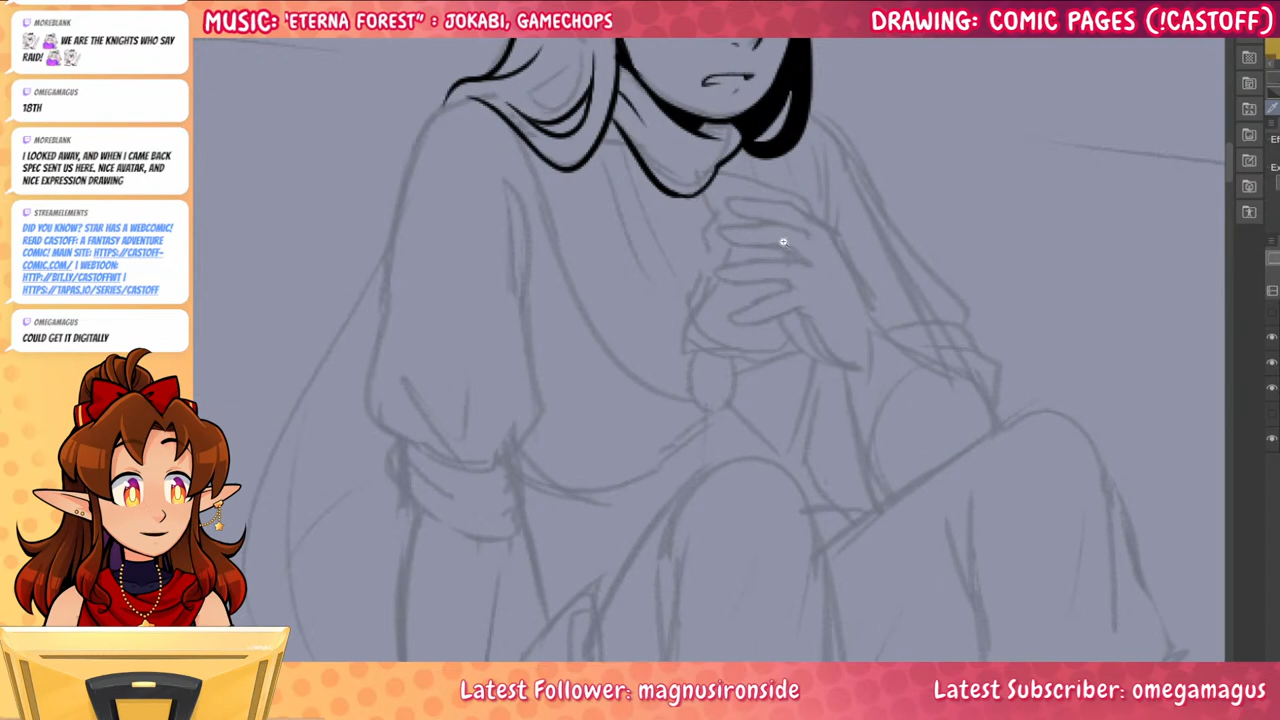 MUSIC: 'ETERNA FOREST" : JOKABI, GAMECHOPS
DRAWING: COMIC PAGES (!CASTOFF)
MOREBLANK
WE ARE THE KNIGHTS WHO SAY
RAID!
OMEGAMAGUS
18TH
MOREBLANK
I LOOKED AWAY, AND WHEN I CAME BACK
SPEC SENT US HERE. NICE AVATAR, AND
NICE EXPRESSION DRAWING
STREAMELEMENTS
DID YOU KNOW? STAR HAS A WEBCOMIC!
READ CASTOFF: A FANTASY ADVENTURE
COMIC! MAIN SITE: HTTPS://CASTOFF-
COMIC.COM/ | WEBTOON:
HTTP://BIT.LY/CASTOFFWT |
HTTPS://TAPAS.IO/SERIES/CASTOFF
OMEGAMAGUS
COULD GET IT DIGITALLY
Latest Follower: magnusironside
Latest Subscriber: omegamagus